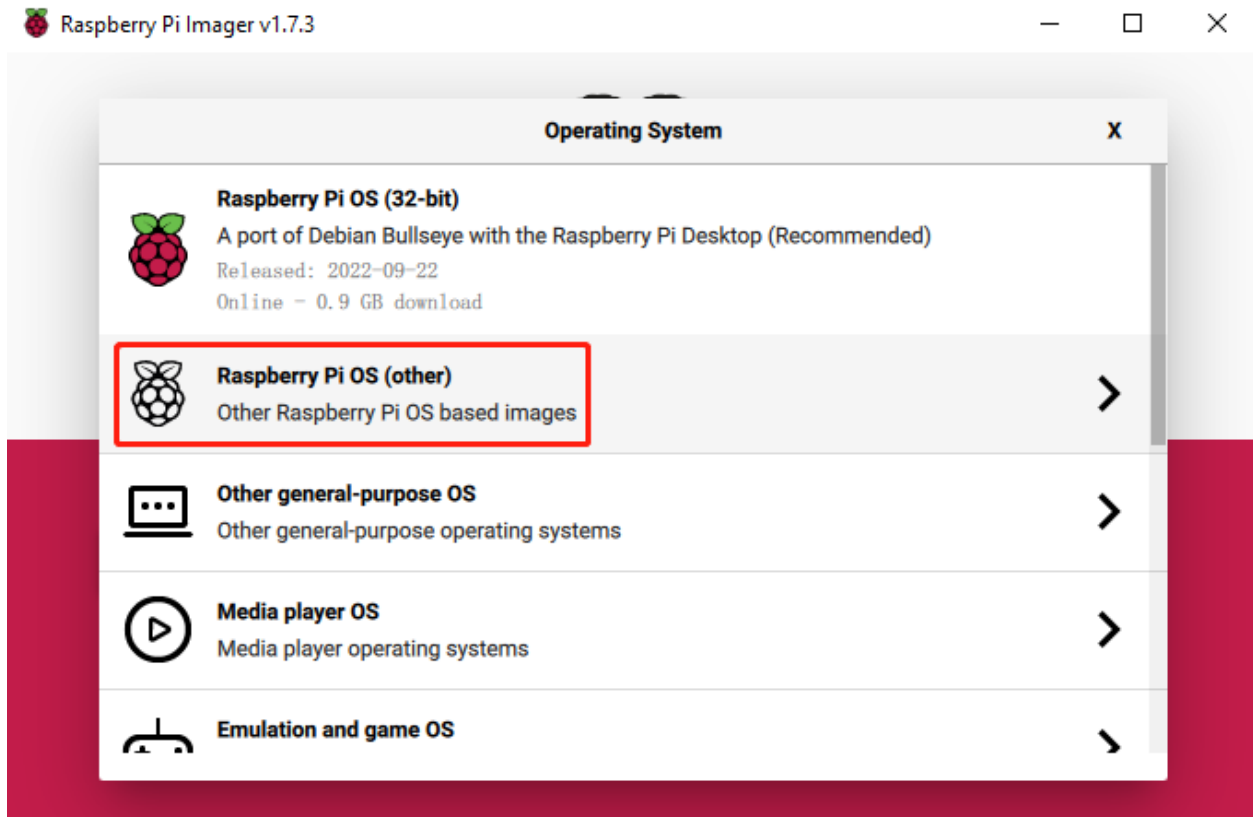 Raspberry Pi Imager v1.7.3
Operating System
X
Raspberry Pi OS (32-bit)
A port of Debian Bullseye with the Raspberry Pi Desktop (Recommended)
Released: 2022-09-22
Online - 0.9 GB download
Raspberry Pi OS (other)
Other Raspberry Pi OS based images
Other general-purpose OS
Other general-purpose operating systems
Media player OS
Media player operating systems
Emulation and game OS